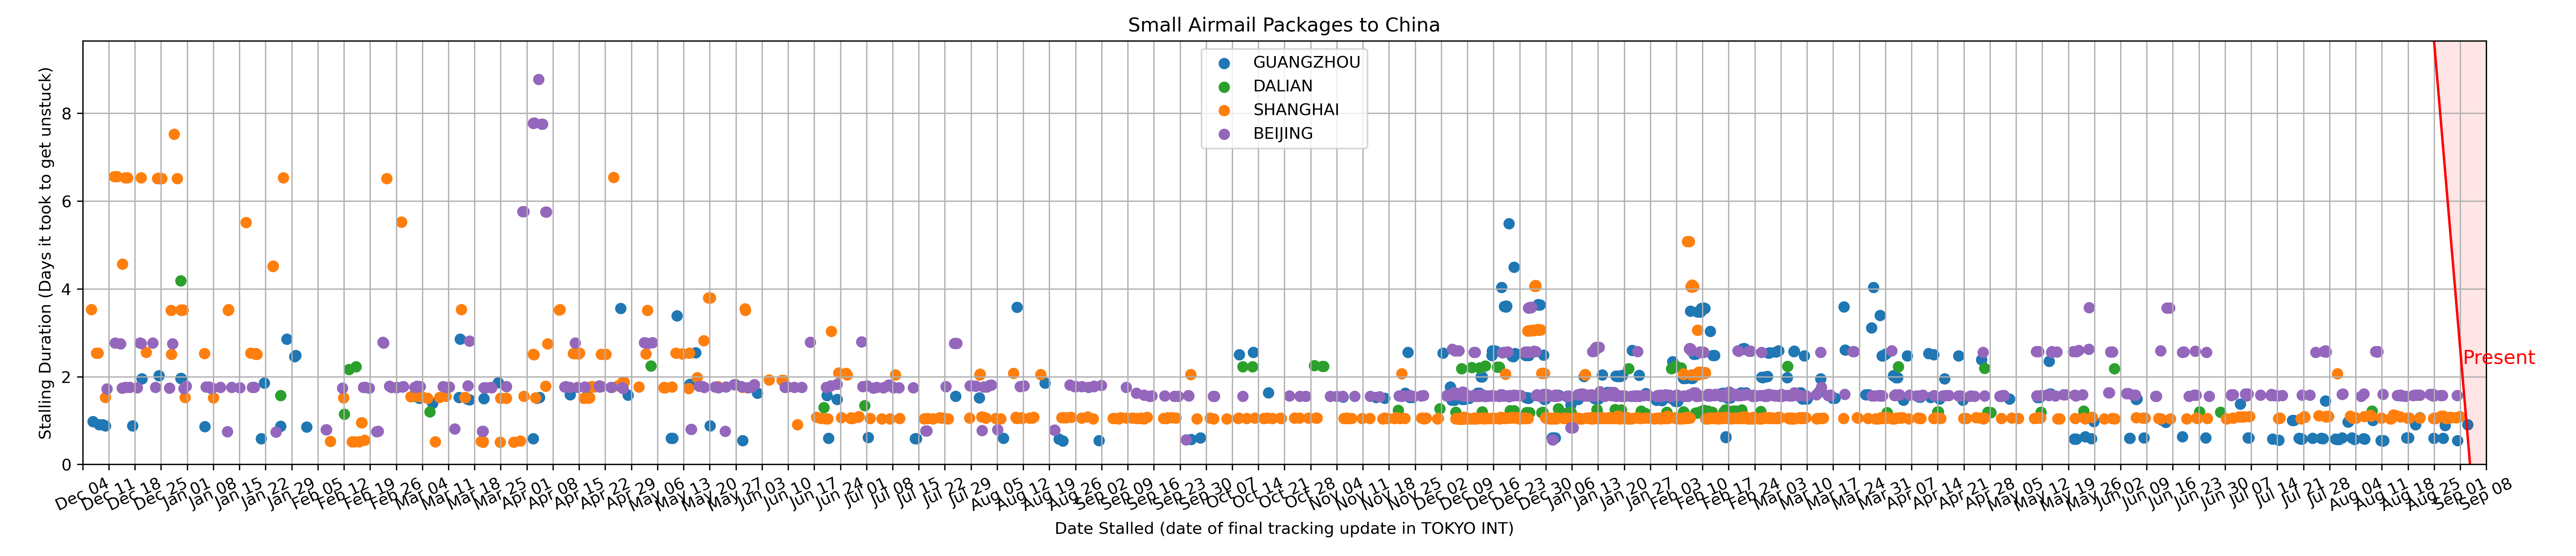 Small Airmail Packages to China
GUANGZHOU
DALIAN
SHANGHAI
BEIJING
Stalling Duration (Days it took to get unstuck)
8
6
4
2
0
Present
Dec 04
Dec 11
Dec 18
Dec 25
Jan 01
Jan 08
Jan 15
Jan 22
Jan 29
Feb 05
Feb 12
Feb 19
Feb 26
Mar 04
Mar 11
Mar 18
Mar 25
Apr 01
Apr 08
Apr 15
Apr 22
Apr 29
May 06
May 13
May 20
May 27
Jun 03
Jun 10
Jun 17
Jun 24
Jul 01
Jul 08
Jul 15
Jul 22
Jul 29
Aug 05
Aug 12
Aug 19
Aug 26
Sep 02
Sep 09
Sep 16
Sep 23
Sep 30
Oct 07
Oct 14
Oct 21
Oct 28
Nov 04
Nov 11
Nov 18
Nov 25
Dec 02
Dec 09
Dec 16
Dec 23
Dec 30
Jan 06
Jan 13
Jan 20
Jan 27
Feb 03
Feb 10
Feb 17
Feb 24
Mar 03
Mar 10
Mar 17
Mar 24
Mar 31
Apr 07
Apr 14
Apr 21
Apr 28
May 05
May 12
May 19
May 26
Jun 02
Jun 09
Jun 16
Jun 23
Jun 30
Jul 07
Jul 14
Jul 21
Jul 28
Aug 04
Aug 11
Aug 18
Aug 25
Sep 01
Sep 08
Date Stalled (date of final tracking update in TOKYO INT)